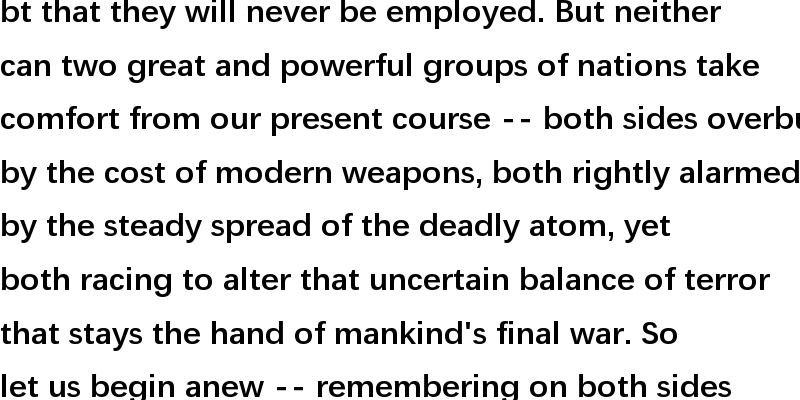 bt that they will never be employed. But neither
can two great and powerful groups of nations take
comfort from our present course -- both sides
by the cost of modern weapons, both rightly alarmed
by the steady spread of the deadly atom, yet
both racing to alter that uncertain balance of terror
that stays the hand of mankind's final war. So
let us begin anew -- remembering on both sides